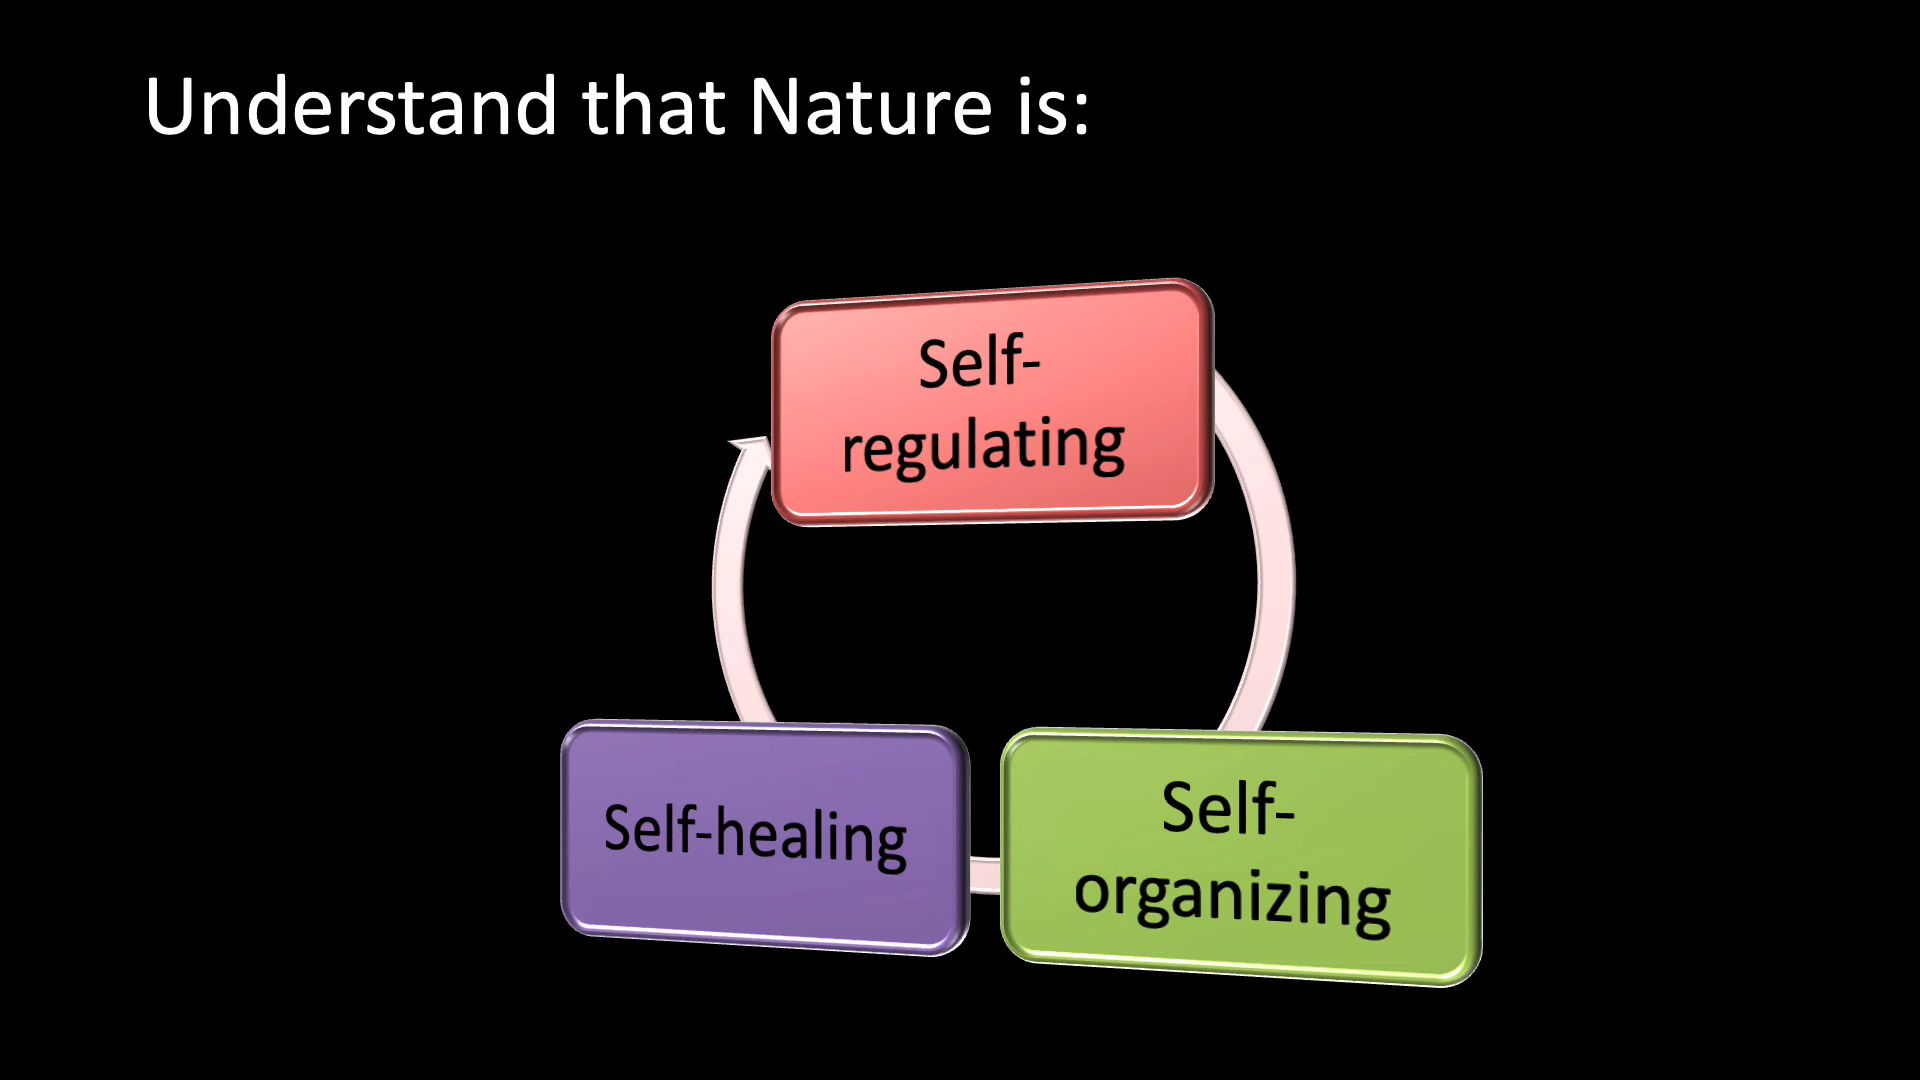 Understand that Nature is:
Self-
regulating
Self-healing
Self-
organizing